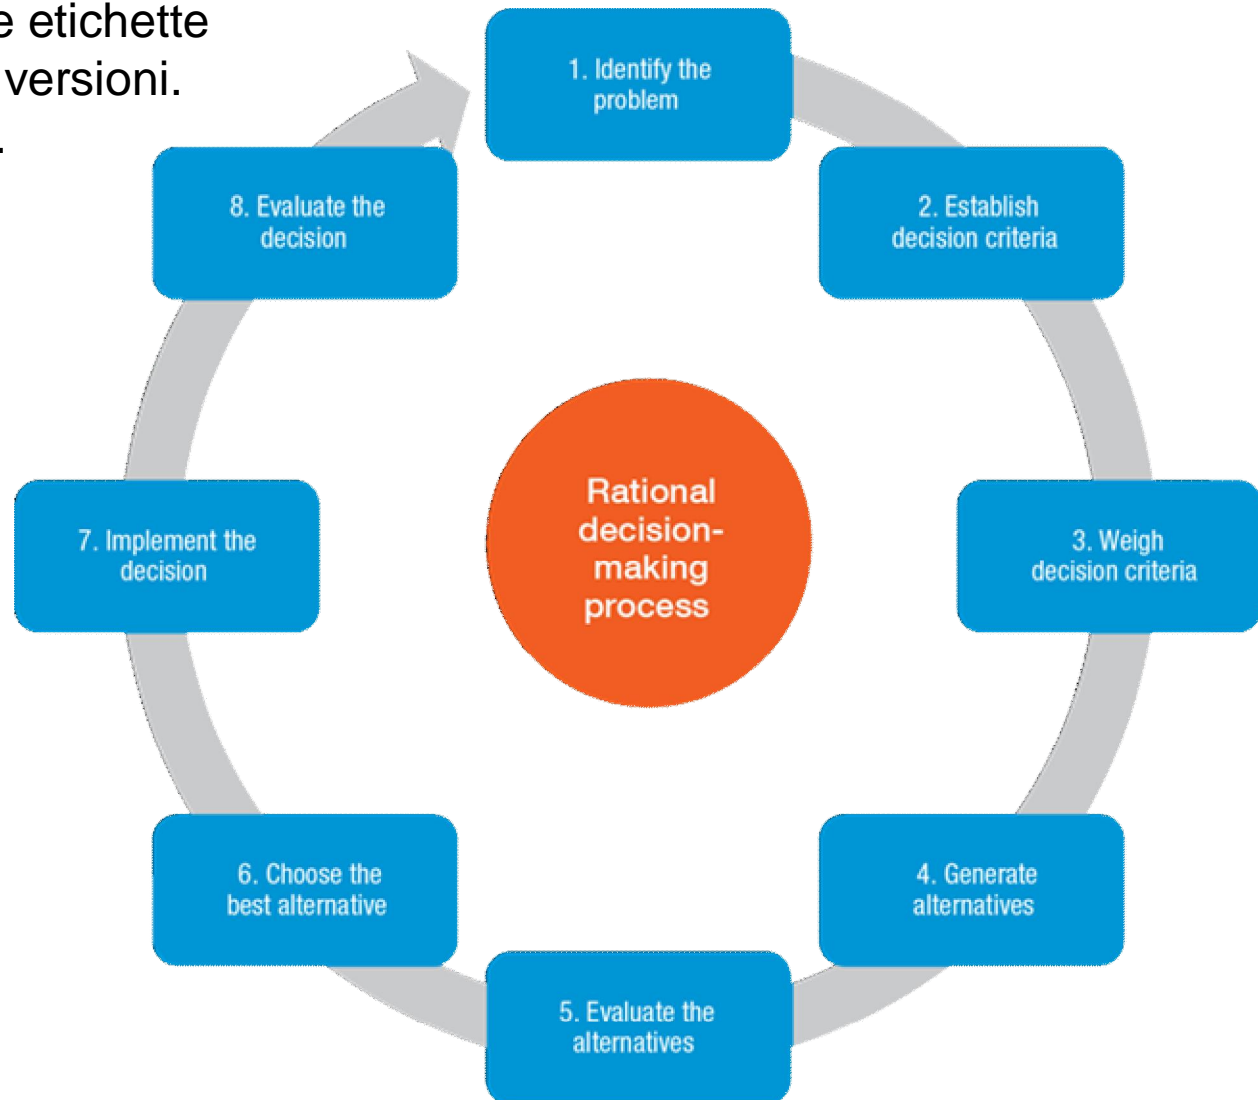 e etichette
versioni.
.
1. Identify the
problem
2. Establish
decision criteria
3. Weigh
decision criteria
4. Generate
alternatives
5. Evaluate the
alternatives
6. Choose the
best alternative
7. Implement the
decision
8. Evaluate the
decision
Rational
decision-
making
process